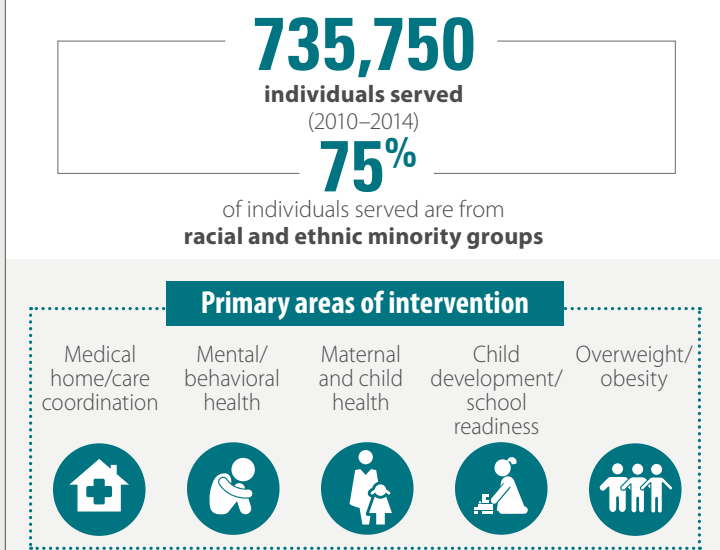 735,750
individuals served
(2010–2014)
75%
of individuals served are from
racial and ethnic minority groups
Primary areas of intervention
Medical
home/care
coordination
Mental/
behavioral
health
Maternal
and child
health
Child
development/
school
readiness
Overweight/
obesity